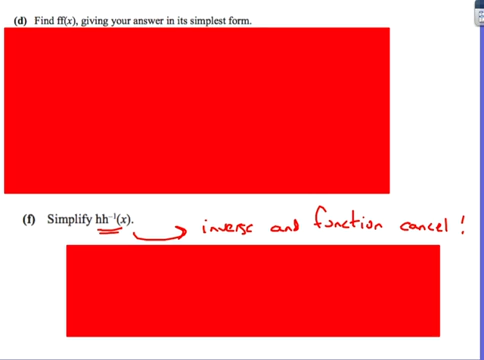 (d) Find ff(x), giving your answer in its simplest form.
(f) Simplify hh⁻¹(x). inverse and function cancel !